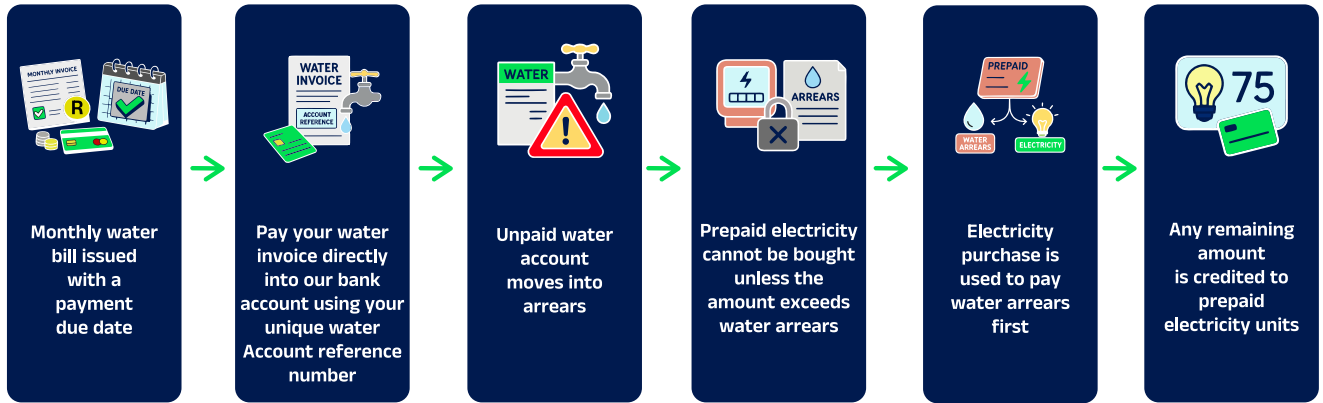 MONTHLY INVOICE
R
DUE DATE
Monthly water
bill issued
with a
payment
due date
WATER
INVOICE
ACCOUNT
REFERENCE
Pay your water
invoice directly
into our bank
account using your
unique water
Account reference
number
WATER
!
Unpaid water
account
moves into
arrears
ARREARS
Prepaid electricity
cannot be bought
unless the
amount exceeds
water arrears
PREPAID
WATER
ARREARS
ELECTRICITY
Electricity
purchase is
used to pay
water arrears
first
75
Any remaining
amount
is credited to
prepaid
electricity units